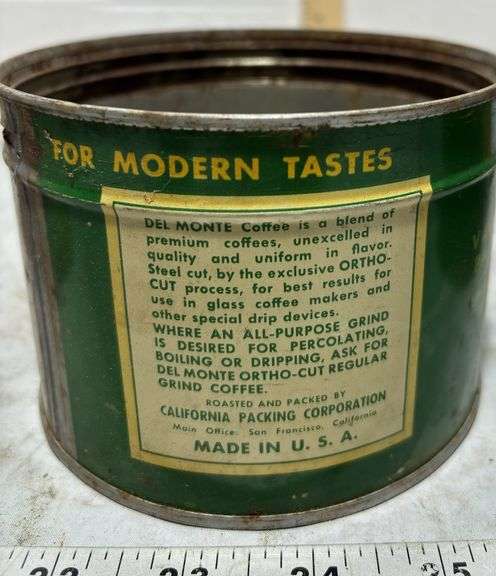 FOR MODERN TASTES
DEL MONTE Coffee is a blend of
premium coffees, unexcelled in
quality and uniform in flavor.
Steel cut, by the exclusive ORTHO-
CUT process, for best results for
use in glass coffee makers and
other special drip devices.
WHERE AN ALL-PURPOSE GRIND
IS DESIRED FOR PERCOLATING,
BOILING OR DRIPPING, ASK FOR
DEL MONTE ORTHO-CUT REGULAR
GRIND COFFEE.
ROASTED AND PACKED BY
CALIFORNIA PACKING CORPORATION
Main Office: San Francisco, California
MADE IN U. S. A.
22 23 24 25